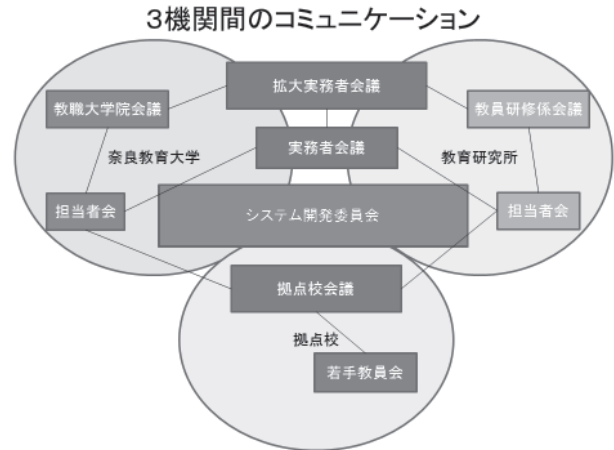 3機関間のコミュニケーション
拡大実務者会議
教職大学院会議
教員研修係会議
実務者会議
奈良教育大学
教育研究所
担当者会
システム開発委員会
担当者会
拠点校会議
拠点校
若手教員会